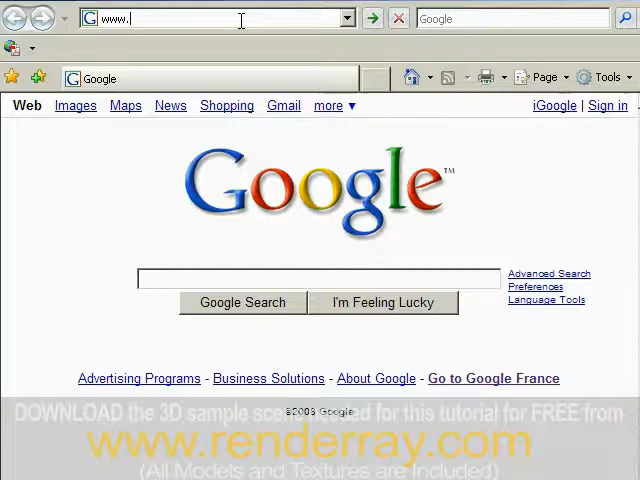 www.
Google
Google
Page
Tools
Web Images Maps News Shopping Gmail more ▼ iGoogle | Sign in
Google™
Advanced Search
Preferences
Language Tools
Google Search I'm Feeling Lucky
Advertising Programs - Business Solutions - About Google - Go to Google France
©2008 Google
DOWNLOAD the 3D sample scene needed for this tutorial for FREE from
www.renderray.com
(All Models and Textures are Included)